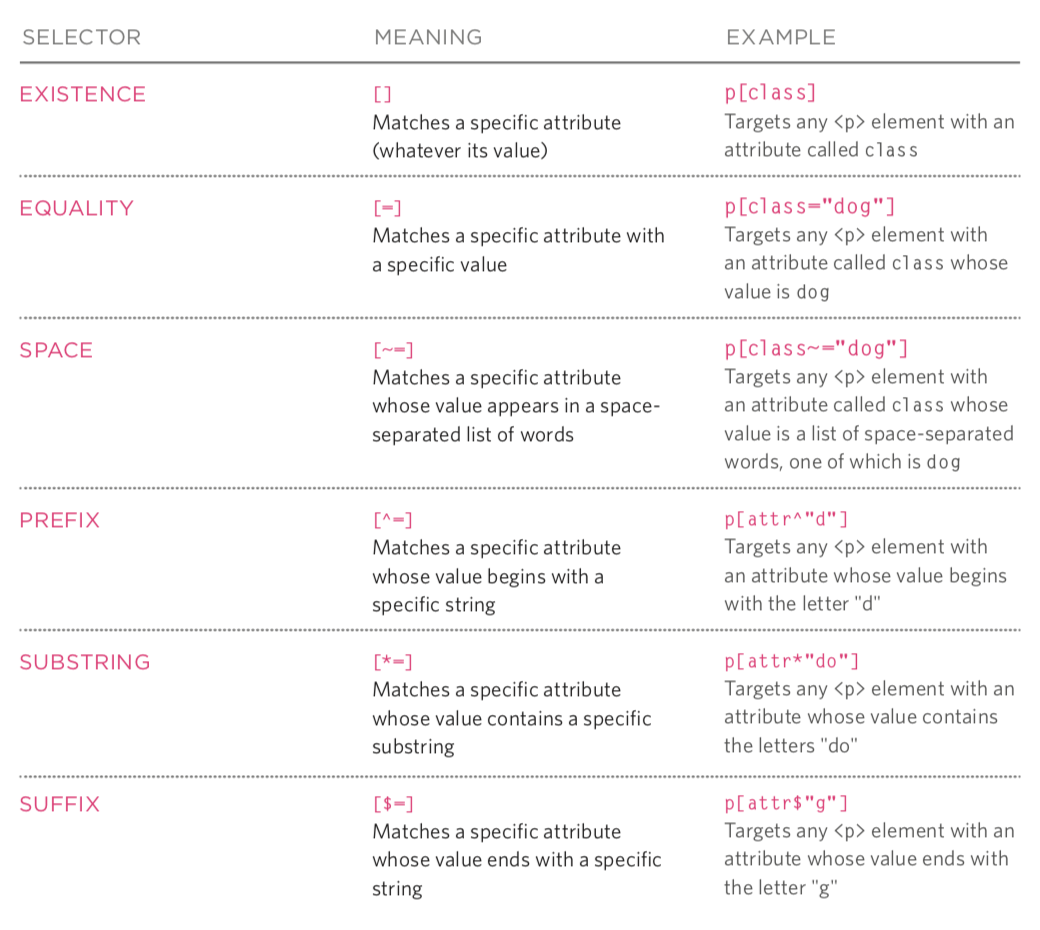 SELECTOR MEANING EXAMPLE
EXISTENCE [] p[class]
Matches a specific attribute Targets any <p> element with an
(whatever its value) attribute called class
EQUALITY [=] p[class="dog"]
Matches a specific attribute with Targets any <p> element with
a specific value an attribute called class whose
value is dog
SPACE [~=] p[class~="dog"]
Matches a specific attribute Targets any <p> element with
whose value appears in a space- an attribute called class whose
separated list of words value is a list of space-separated
words, one of which is dog
PREFIX [^=] p[attr^"d"]
Matches a specific attribute Targets any <p> element with
whose value begins with a an attribute whose value begins
specific string with the letter "d"
SUBSTRING [*=] p[attr*"do"]
Matches a specific attribute Targets any <p> element with an
whose value contains a specific attribute whose value contains
substring the letters "do"
SUFFIX [$=] p[attr$"g"]
Matches a specific attribute Targets any <p> element with an
whose value ends with a specific attribute whose value ends with
string the letter "g"